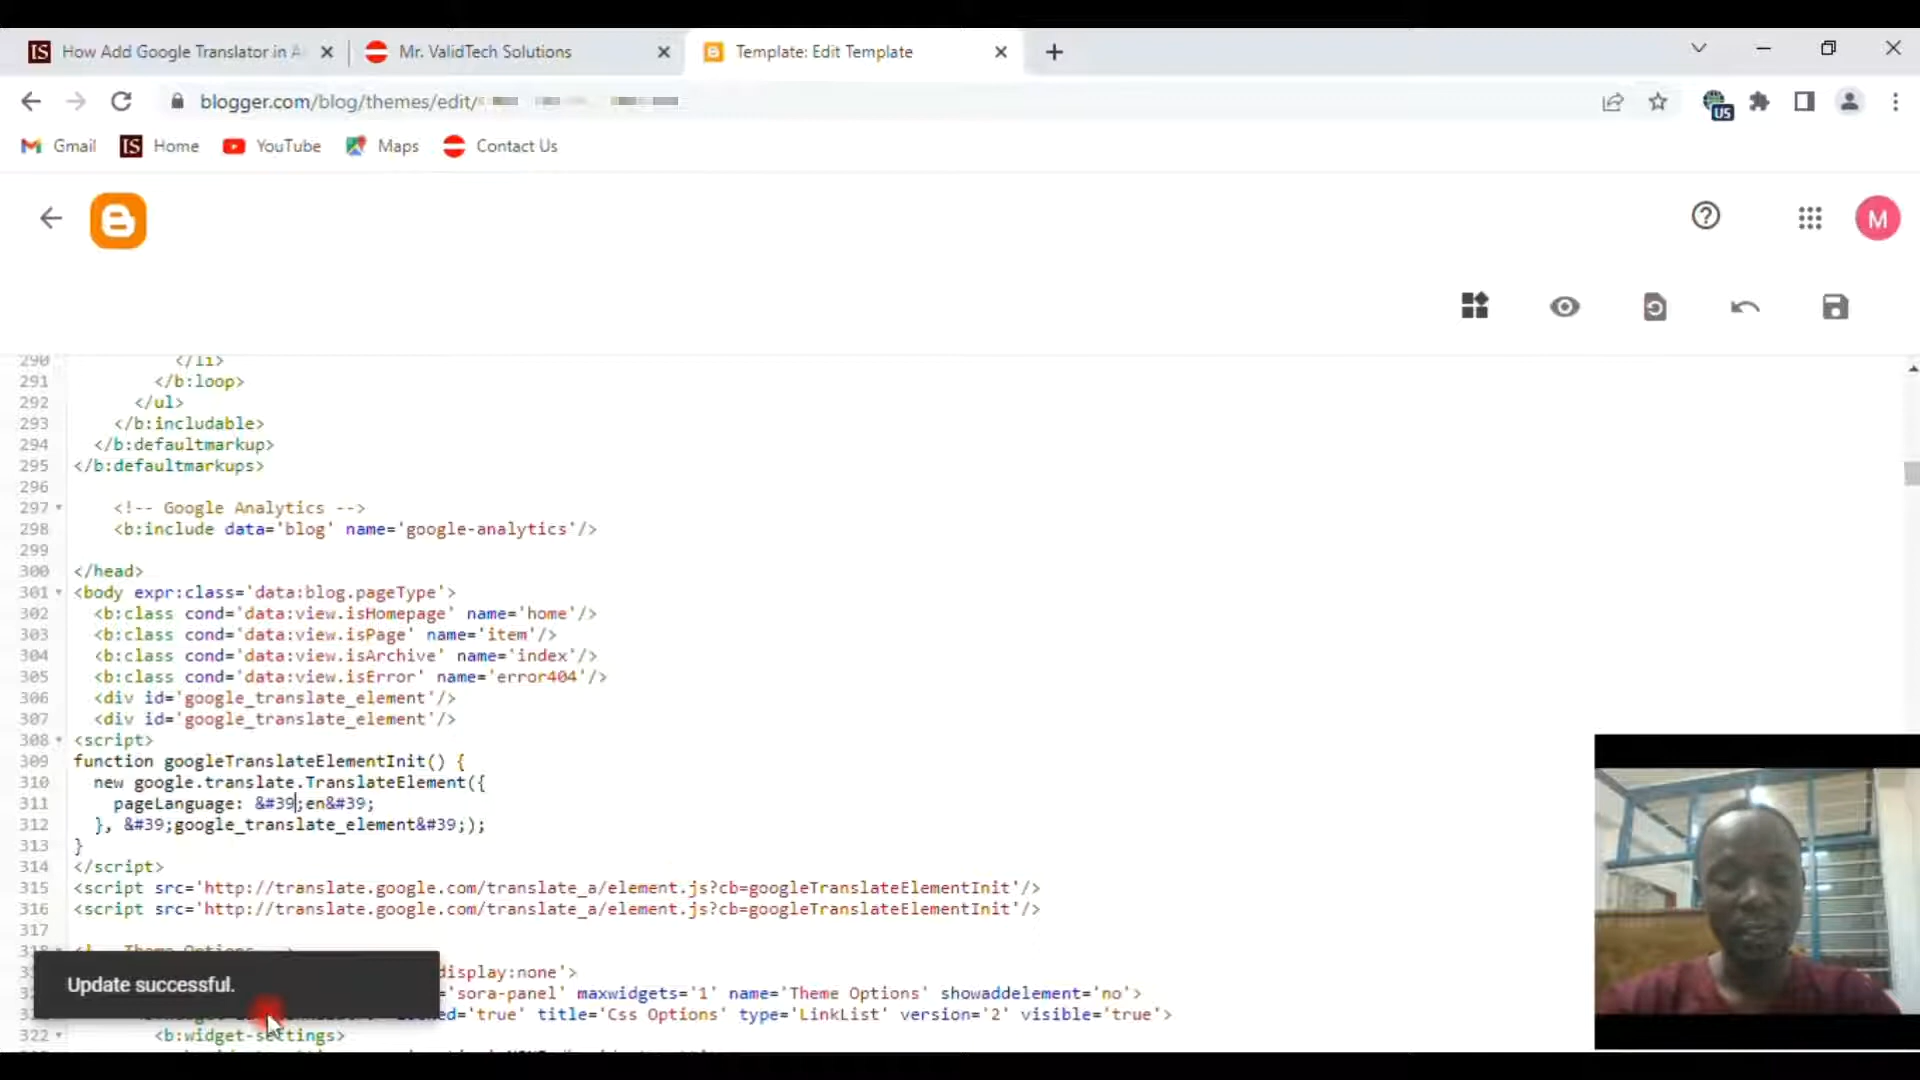 How Add Google Translator in A
Mr. ValidTech Solutions
Template: Edit Template
blogger.com/blog/themes/edit/
US
Gmail
Home
YouTube
Maps
Contact Us
M
290 </li>
291 </b:loop>
292 </ul>
293 </b:includable>
294 </b:defaultmarkup>
295 </b:defaultmarkups>
296
297 <!-- Google Analytics -->
298 <b:include data='blog' name='google-analytics'/>
299
300 </head>
301 <body expr:class='data:blog.pageType'>
302 <b:class cond='data:view.isHomepage' name='home'/>
303 <b:class cond='data:view.isPage' name='item'/>
304 <b:class cond='data:view.isArchive' name='index'/>
305 <b:class cond='data:view.isError' name='error404'/>
306 <div id='google_translate_element'/>
307 <div id='google_translate_element'/>
308 <script>
309 function googleTranslateElementInit() {
310 new google.translate.TranslateElement({
311 pageLanguage: &#39;en&#39;
312 }, &#39;google_translate_element&#39;);
313 }
314 </script>
315 <script src='http://translate.google.com/translate_a/element.js?cb=googleTranslateElementInit'/>
316 <script src='http://translate.google.com/translate_a/element.js?cb=googleTranslateElementInit'/>
317
318 Theme Options
display:none'>
'sora-panel' maxwidgets='1' name='Theme Options' showaddelement='no'>
='true' title='Css Options' type='LinkList' version='2' visible='true'>
322 <b:widget-settings>
Update successful.